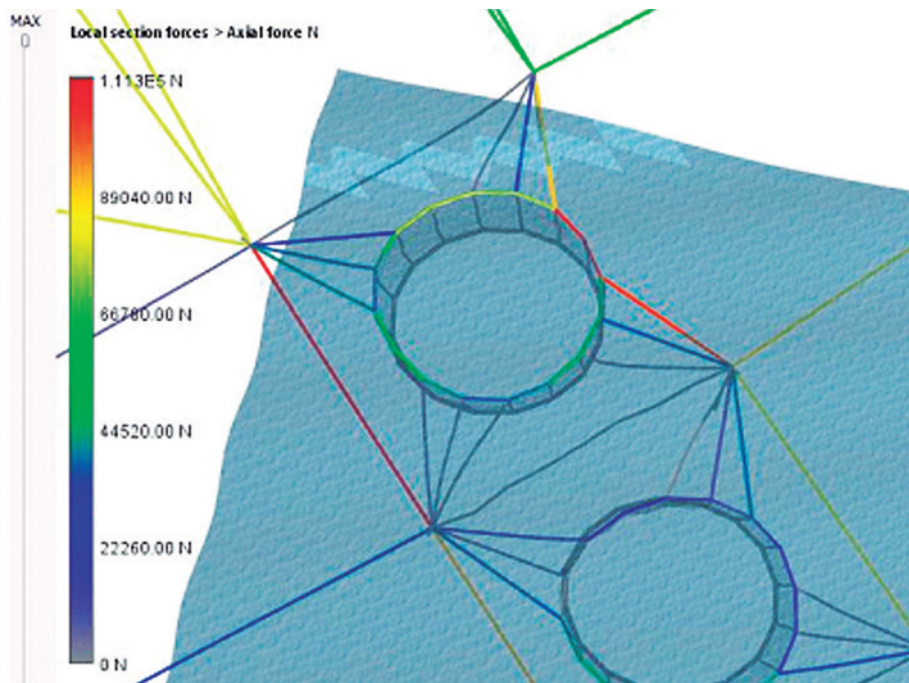 MAX
0
Local section forces > Axial force N
1.113E5 N
89040.00 N
66780.00 N
44520.00 N
22260.00 N
0 N